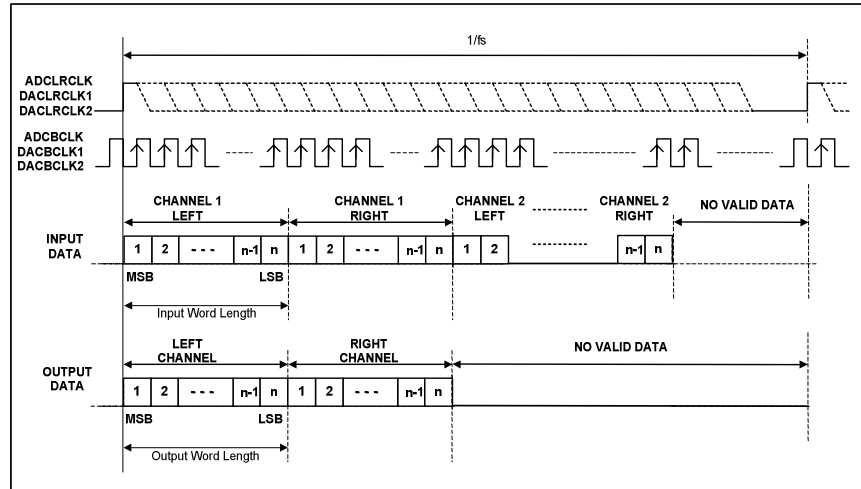 1/fs
ADCLRCLK
DACLRCLK1
DACLRCLK2
ADCBCLK
DACBCLK1
DACBCLK2
CHANNEL 1 LEFT
CHANNEL 1 RIGHT
CHANNEL 2 LEFT
CHANNEL 2 RIGHT
NO VALID DATA
INPUT DATA
1 2 - - - n-1 n 1 2 - - - n-1 n 1 2 n-1 n
MSB LSB
Input Word Length
LEFT CHANNEL
RIGHT CHANNEL
NO VALID DATA
OUTPUT DATA
1 2 - - - n-1 n 1 2 - - - n-1 n
MSB LSB
Output Word Length